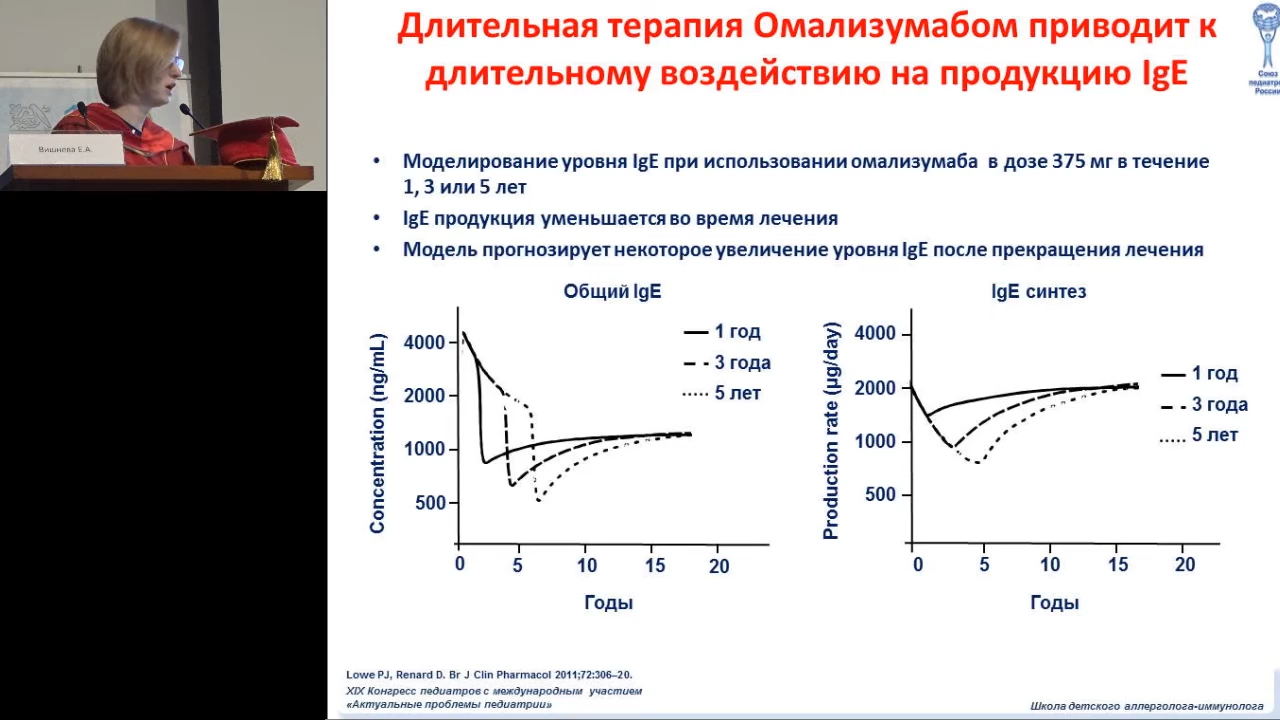 Длительная терапия Омализумабом приводит к
длительному воздействию на продукцию IgE
Союз
педиатров
России
Вишнева Е.А.
• Моделирование уровня IgE при использовании омализумаба в дозе 375 мг в течение
1, 3 или 5 лет
• IgE продукция уменьшается во время лечения
• Модель прогнозирует некоторое увеличение уровня IgE после прекращения лечения
Общий IgE
Concentration (ng/mL)
4000
2000
1000
500
1 год
3 года
5 лет
0 5 10 15 20
Годы
IgE синтез
Production rate (µg/day)
4000
2000
1000
500
1 год
3 года
5 лет
0 5 10 15 20
Годы
Lowe PJ, Renard D. Br J Clin Pharmacol 2011;72:306–20.
XIX Конгресс педиатров с международным участием
«Актуальные проблемы педиатрии»
Школа детского аллерголога-иммунолога